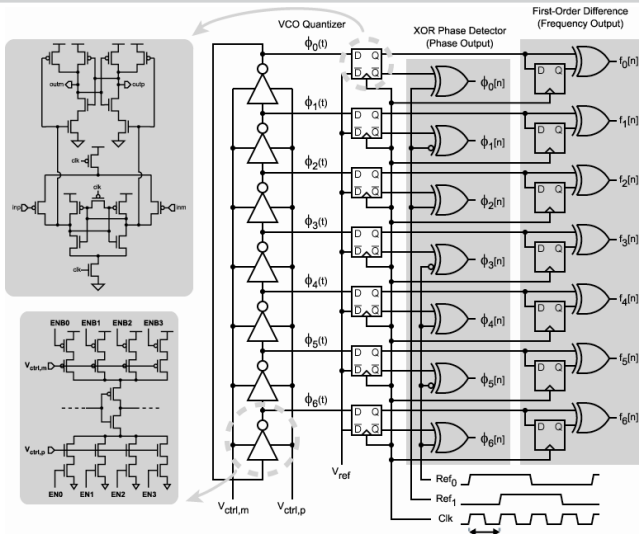 VCO Quantizer
XOR Phase Detector
(Phase Output)
First-Order Difference
(Frequency Output)
ϕ0(t)
D Q
D̅ Q̅
ϕ0[n]
D Q
f0[n]
ϕ1(t)
D Q
D̅ Q̅
ϕ1[n]
D Q
f1[n]
ϕ2(t)
D Q
D̅ Q̅
ϕ2[n]
D Q
f2[n]
ϕ3(t)
D Q
D̅ Q̅
ϕ3[n]
D Q
f3[n]
ϕ4(t)
D Q
D̅ Q̅
ϕ4[n]
D Q
f4[n]
ϕ5(t)
D Q
D̅ Q̅
ϕ5[n]
D Q
f5[n]
ϕ6(t)
D Q
D̅ Q̅
ϕ6[n]
D Q
f6[n]
outm
outp
clk
clk
inp
inm
clk
ENB0 ENB1 ENB2 ENB3
Vctrl,m
Vctrl,p
EN0 EN1 EN2 EN3
Vctrl,m
Vctrl,p
Vref
Ref0
Ref1
Clk